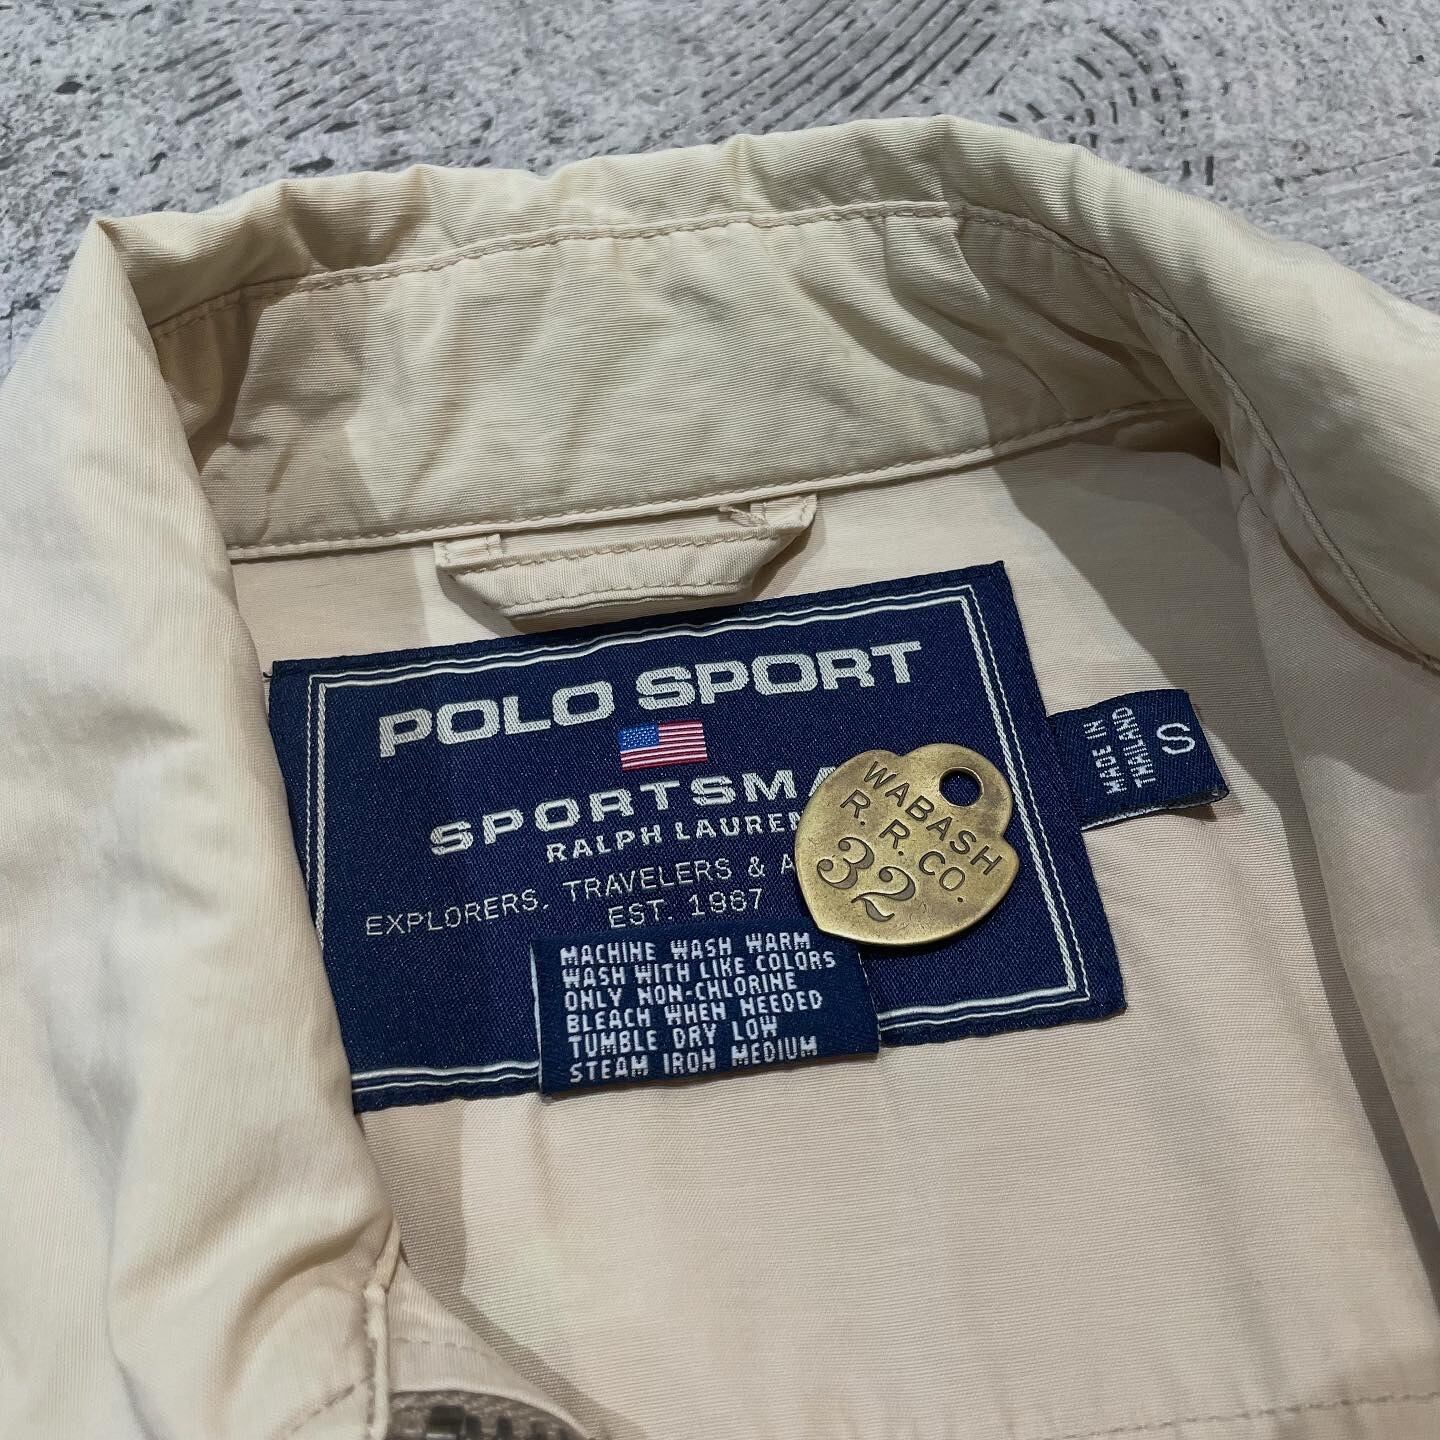 POLO SPORT
SPORTSMA
RALPH LAUREN
EXPLORERS, TRAVELERS & A
EST. 1967
MACHINE WASH WARM
WASH WITH LIKE COLORS
ONLY NON-CHLORINE
BLEACH WHEN NEEDED
TUMBLE DRY LOW
STEAM IRON MEDIUM
WABASH
R. R. CO.
32
MADE IN
THAILAND
S